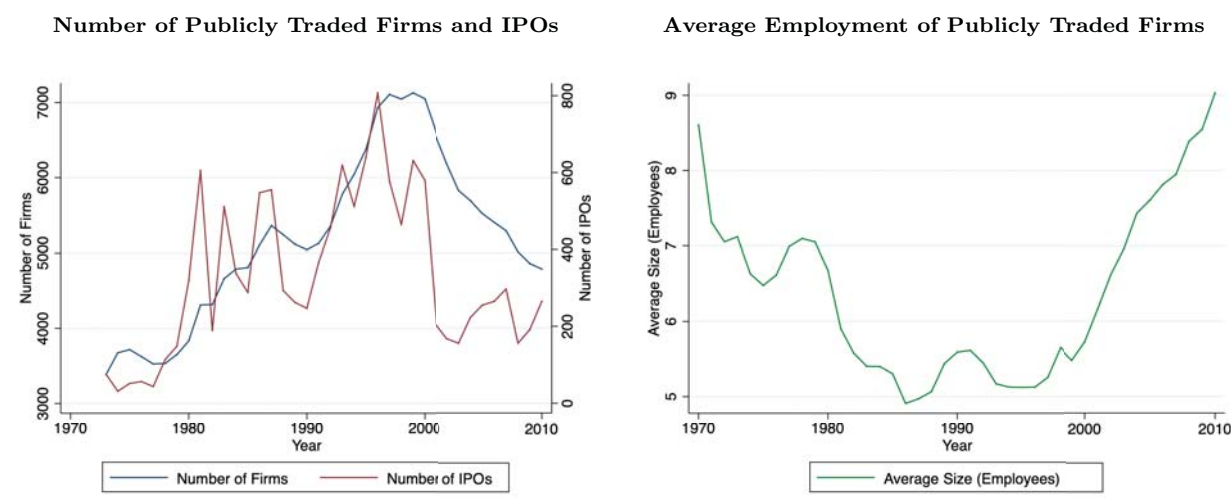 Number of Publicly Traded Firms and IPOs
Number of Firms
7000
6000
5000
4000
3000
Number of IPOs
800
600
400
200
0
1970 1980 1990 2000 2010
Year
Number of Firms Number of IPOs
Average Employment of Publicly Traded Firms
Average Size (Employees)
9
8
7
6
5
1970 1980 1990 2000 2010
Year
Average Size (Employees)